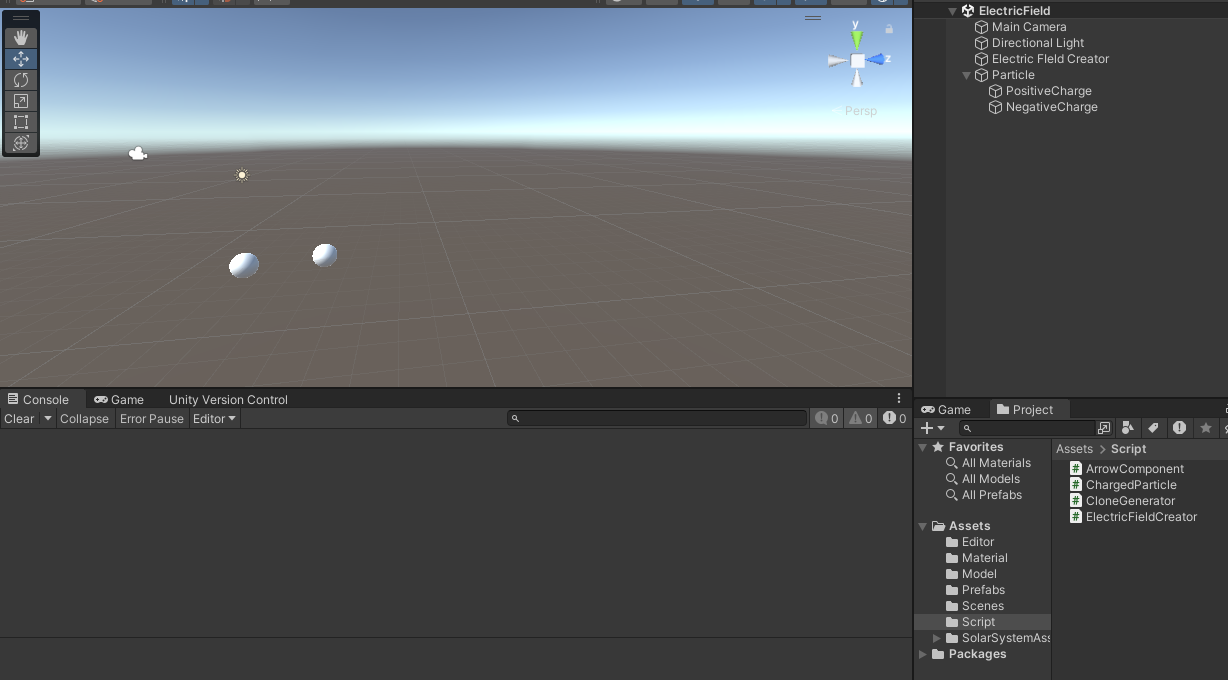 y
z
Persp
Console
Game
Unity Version Control
Clear
Collapse
Error Pause
Editor
0
0
0
ElectricField
Main Camera
Directional Light
Electric FIeld Creator
Particle
PositiveCharge
NegativeCharge
Game
Project
Favorites
All Materials
All Models
All Prefabs
Assets
Editor
Material
Model
Prefabs
Scenes
Script
SolarSystemAss
Packages
Assets > Script
ArrowComponent
ChargedParticle
CloneGenerator
ElectricFieldCreator